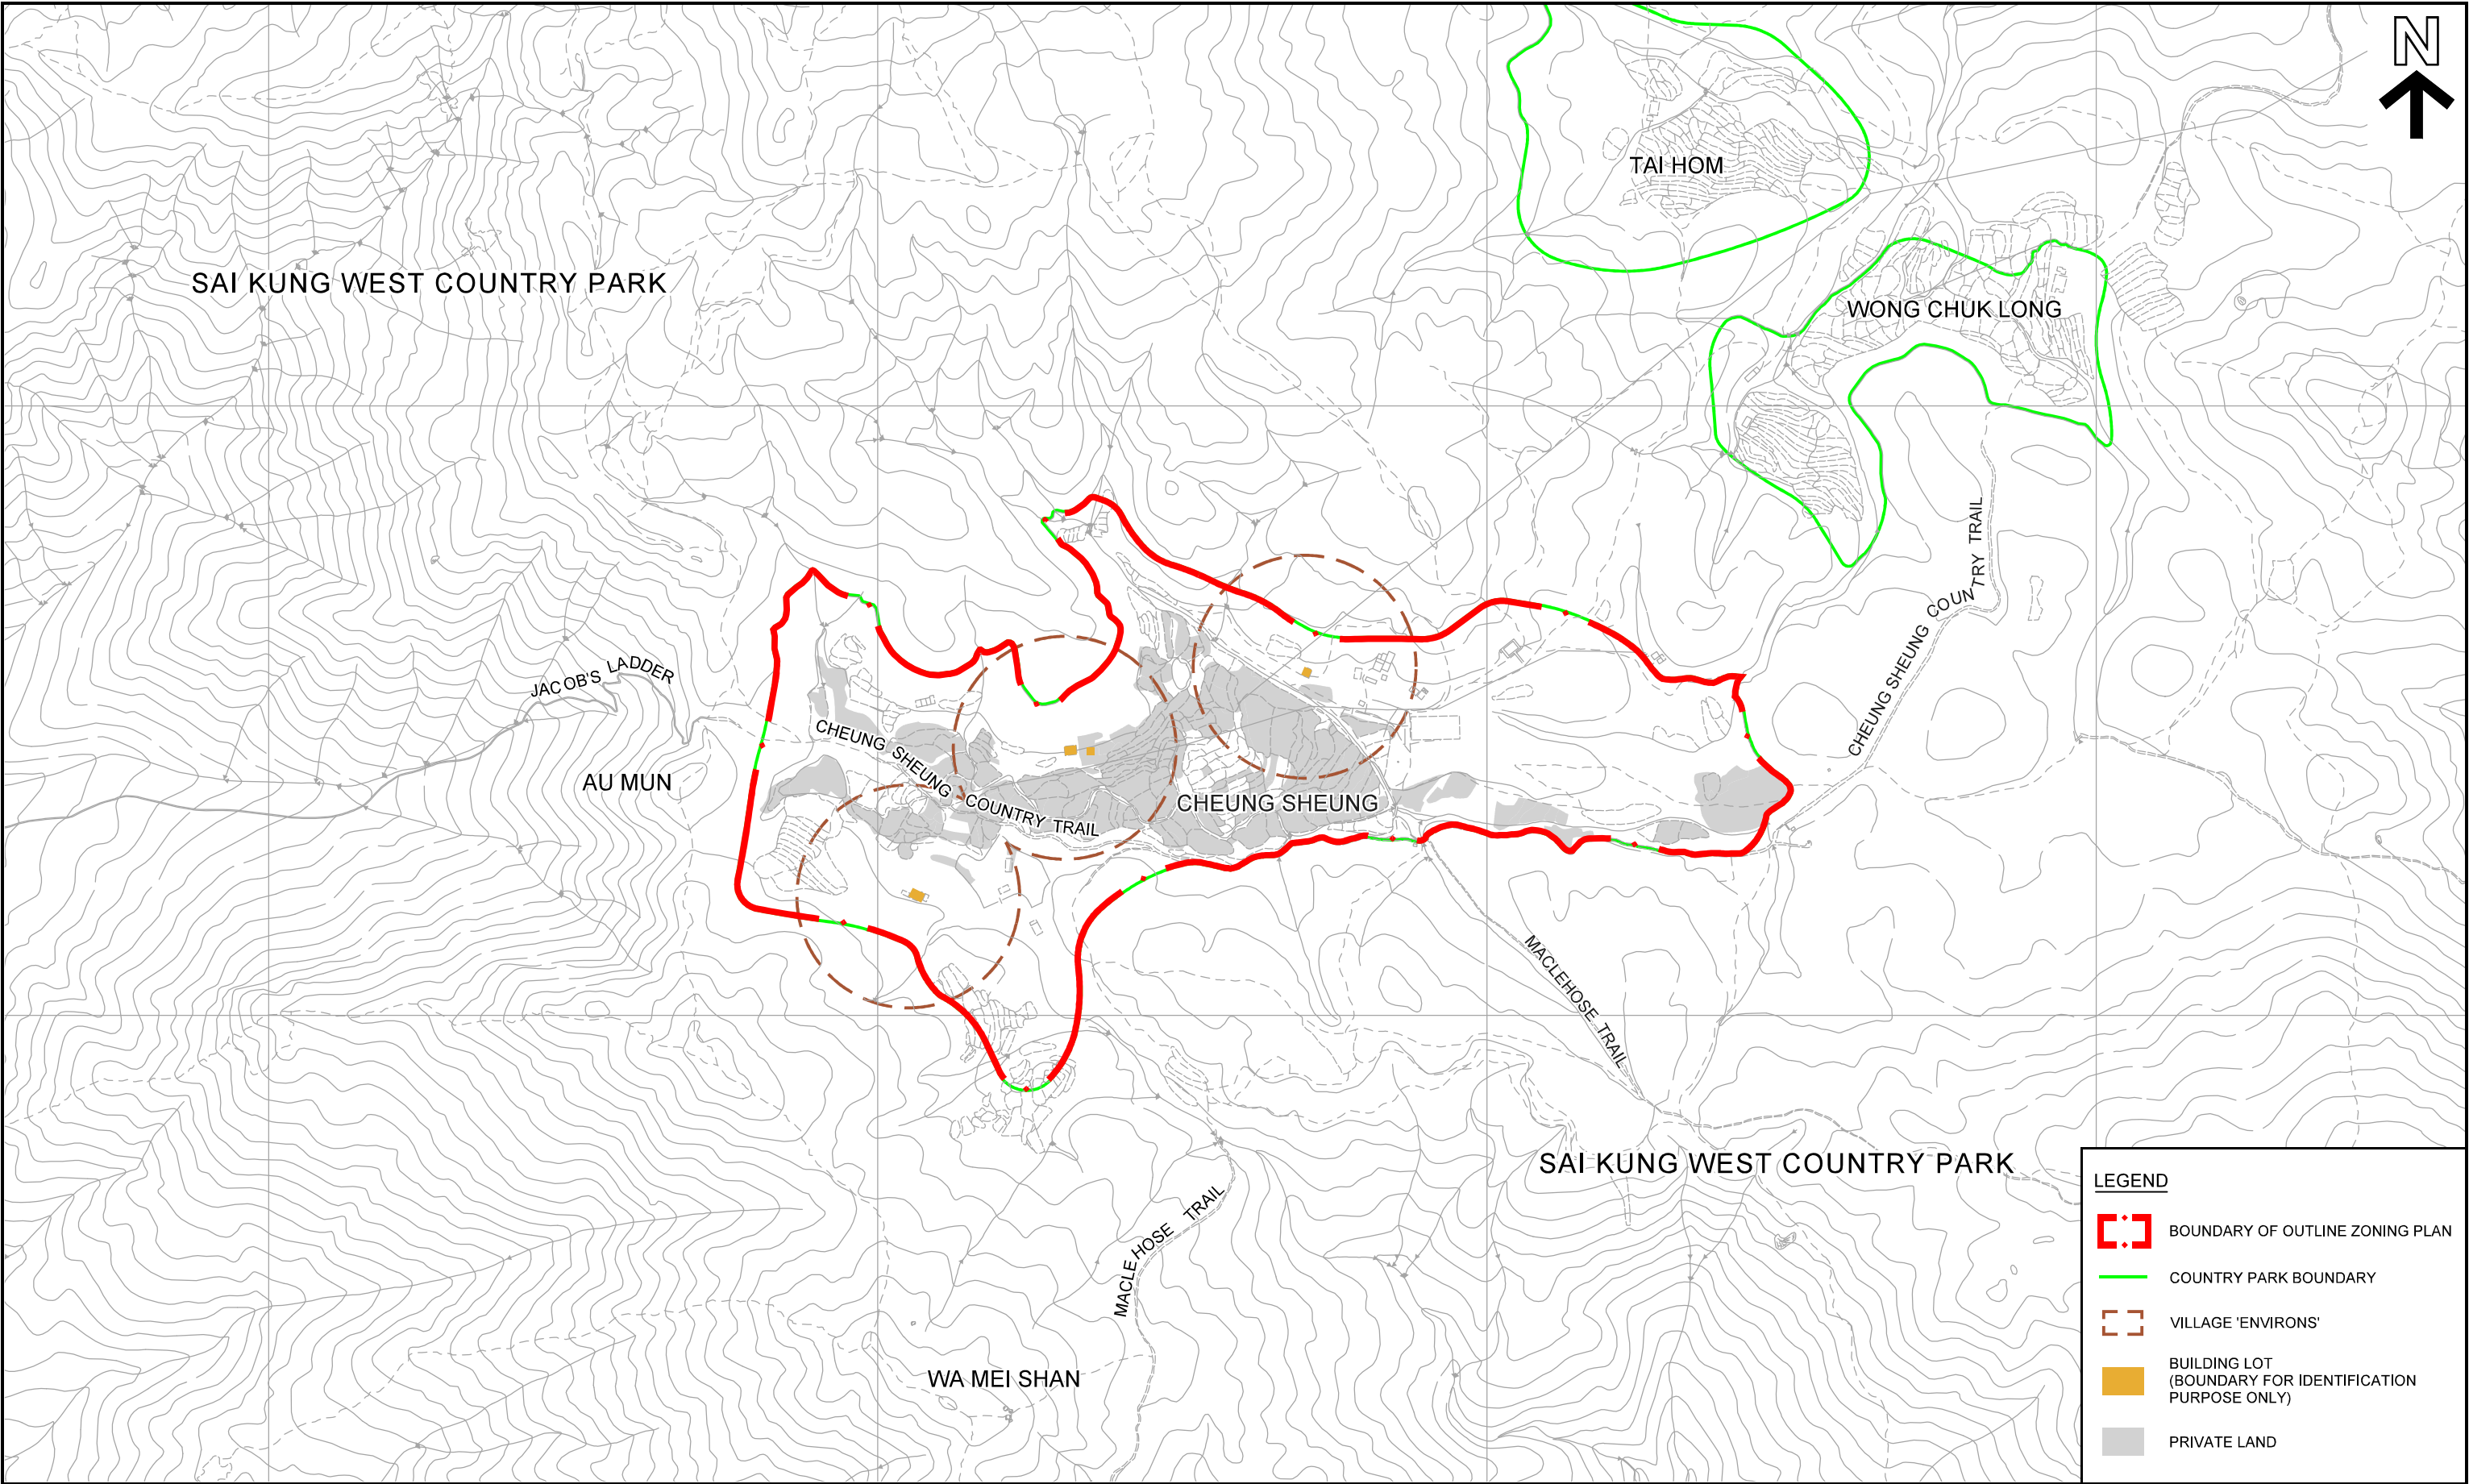 N
TAI HOM
SAI KUNG WEST COUNTRY PARK
WONG CHUK LONG
CHEUNG SHEUNG COUNTRY TRAIL
JACOB'S LADDER
AU MUN
CHEUNG SHEUNG COUNTRY TRAIL
CHEUNG SHEUNG
MACLEHOSE TRAIL
SAI KUNG WEST COUNTRY PARK
MACLEHOSE TRAIL
WA MEI SHAN
LEGEND
BOUNDARY OF OUTLINE ZONING PLAN
COUNTRY PARK BOUNDARY
VILLAGE 'ENVIRONS'
BUILDING LOT
(BOUNDARY FOR IDENTIFICATION
PURPOSE ONLY)
PRIVATE LAND